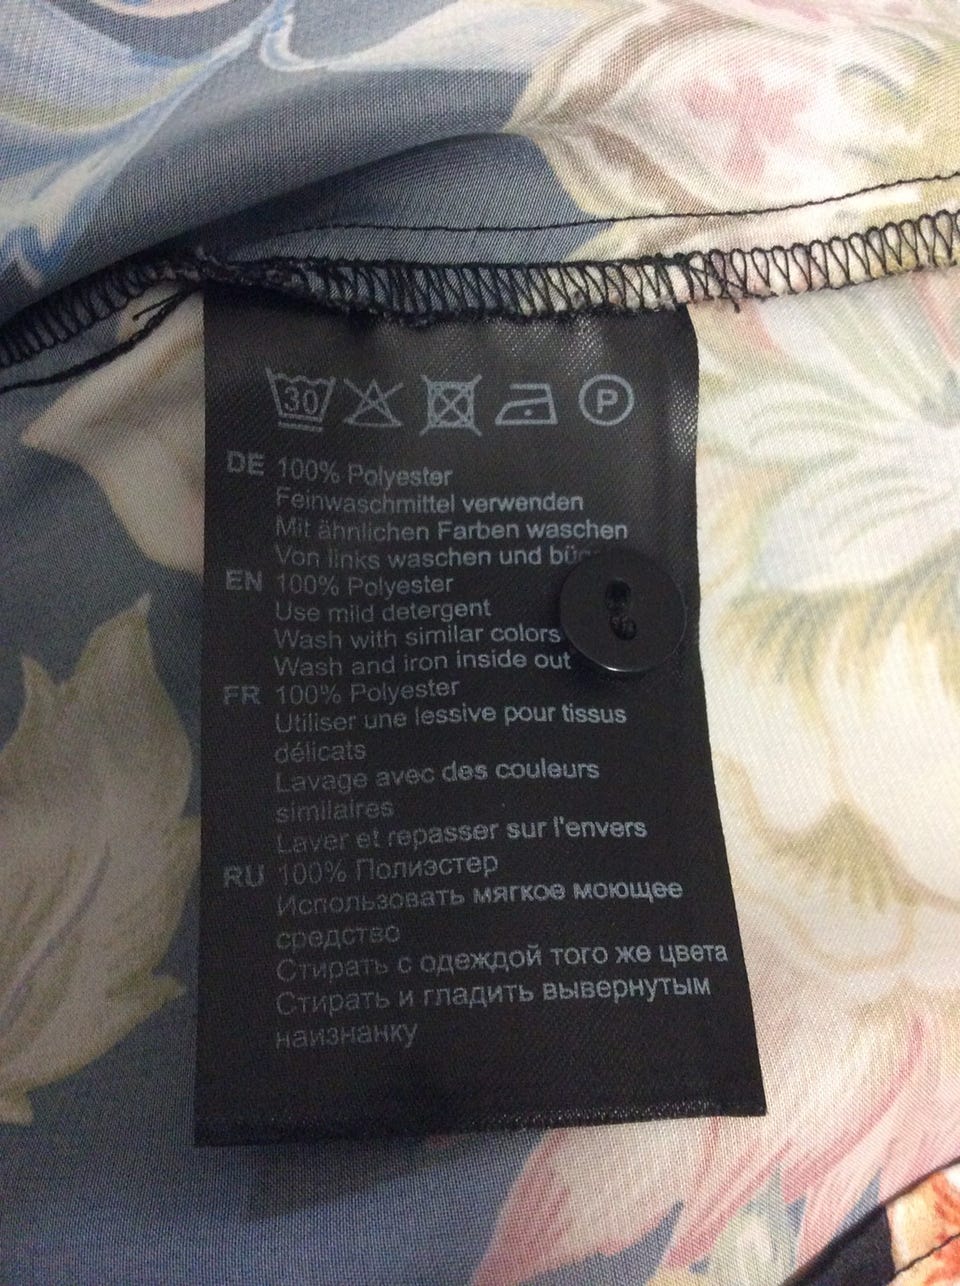 30 P
DE 100% Polyester
Feinwaschmittel verwenden
Mit ähnlichen Farben waschen
Von links waschen und
EN 100% Polyester
Use mild detergent
Wash with similar colors
Wash and iron inside out
FR 100% Polyester
Utiliser une lessive pour tissus
délicats
Lavage avec des couleurs
similaires
Laver et repasser sur l'envers
RU 100% Полиэстер
Использовать мягкое моющее
средство
Стирать с одеждой того же цвета
Стирать и гладить вывернутым
наизнанку